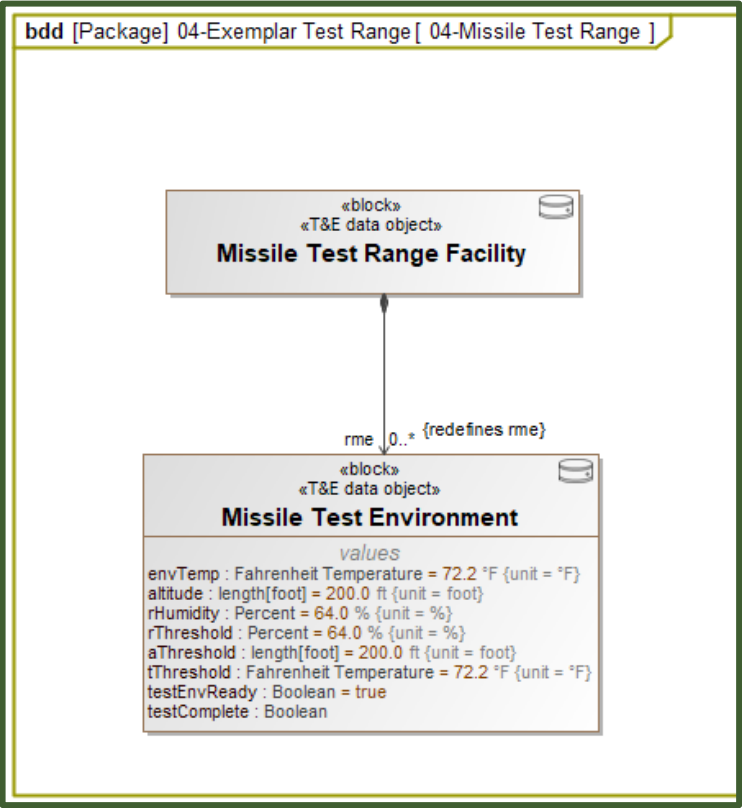 bdd [Package] 04-Exemplar Test Range[ 04-Missile Test Range ]
«block»
«T&E data object»
Missile Test Range Facility
rme 0..* {redefines rme}
«block»
«T&E data object»
Missile Test Environment
values
envTemp : Fahrenheit Temperature = 72.2 °F {unit = °F}
altitude : length[foot] = 200.0 ft {unit = foot}
rHumidity : Percent = 64.0 % {unit = %}
rThreshold : Percent = 64.0 % {unit = %}
aThreshold : length[foot] = 200.0 ft {unit = foot}
tThreshold : Fahrenheit Temperature = 72.2 °F {unit = °F}
testEnvReady : Boolean = true
testComplete : Boolean